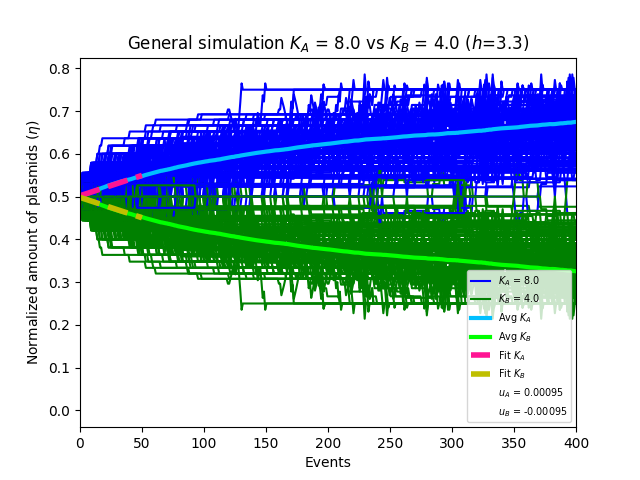 General simulation K_A = 8.0 vs K_B = 4.0 (h=3.3)
Normalized amount of plasmids (η)
0.8
0.7
0.6
0.5
0.4
0.3
0.2
0.1
0.0
K_A = 8.0
K_B = 4.0
Avg K_A
Avg K_B
Fit K_A
Fit K_B
u_A = 0.00095
u_B = -0.00095
0 50 100 150 200 250 300 350 400
Events